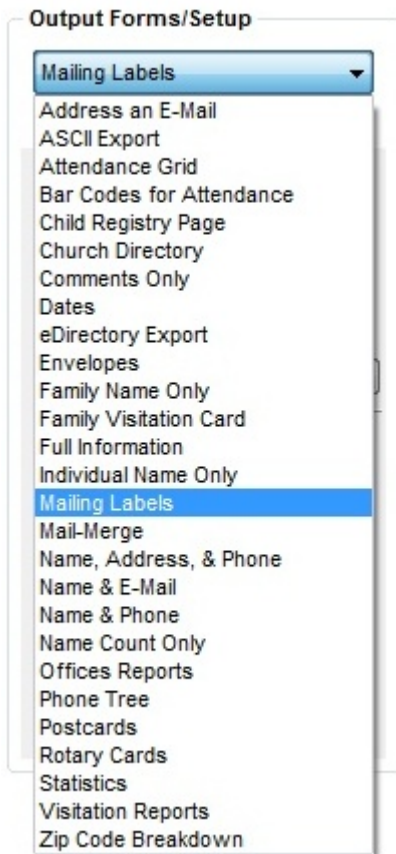 Output Forms/Setup
Mailing Labels
Address an E-Mail
ASCII Export
Attendance Grid
Bar Codes for Attendance
Child Registry Page
Church Directory
Comments Only
Dates
eDirectory Export
Envelopes
Family Name Only
Family Visitation Card
Full Information
Individual Name Only
Mailing Labels
Mail-Merge
Name, Address, & Phone
Name & E-Mail
Name & Phone
Name Count Only
Offices Reports
Phone Tree
Postcards
Rotary Cards
Statistics
Visitation Reports
Zip Code Breakdown